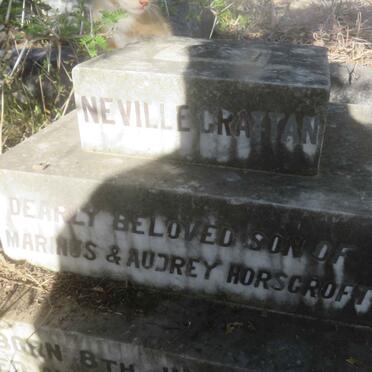 NEVILLE GRATTAN
DEARLY BELOVED SON OF
MARINUS & AUDREY HORSCROFT
BORN 8TH